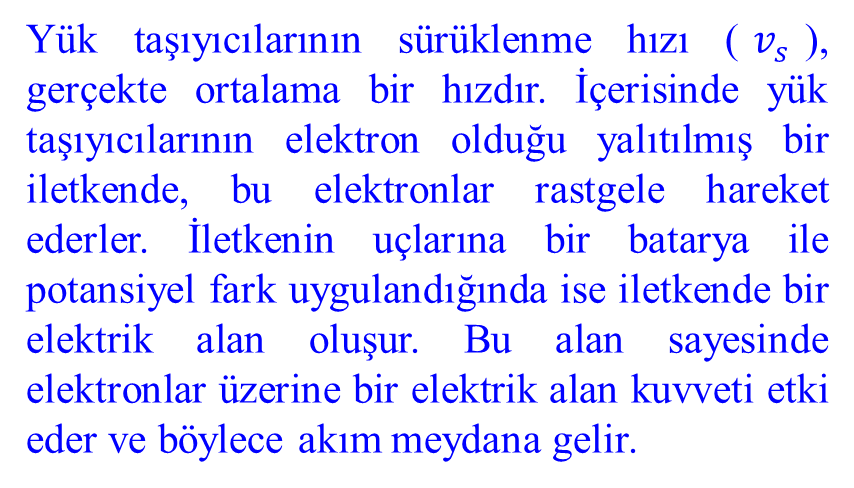 Yük taşıyıcılarının sürüklenme hızı ( 𝑣𝑠 ),
gerçekte ortalama bir hızdır. İçerisinde yük
taşıyıcılarının elektron olduğu yalıtılmış bir
iletkende, bu elektronlar rastgele hareket
ederler. İletkenin uçlarına bir batarya ile
potansiyel fark uygulandığında ise iletkende bir
elektrik alan oluşur. Bu alan sayesinde
elektronlar üzerine bir elektrik alan kuvveti etki
eder ve böylece akım meydana gelir.